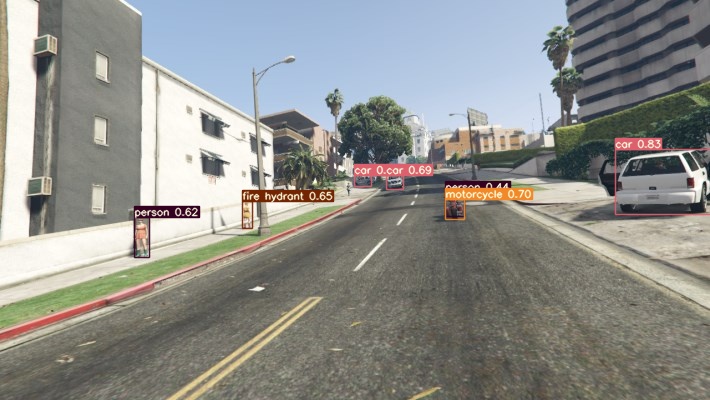 car 0.83
car 0.
car 0.69
person 0.44
motorcycle 0.70
fire hydrant 0.65
person 0.62